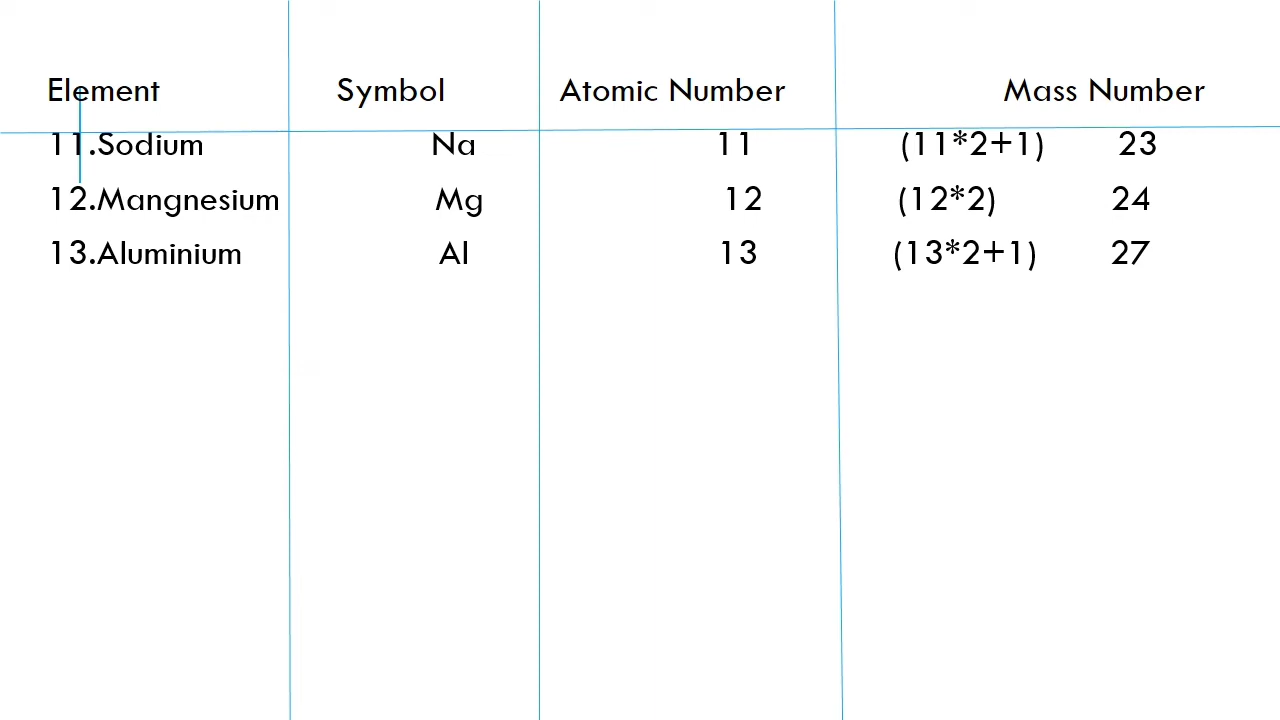 Element Symbol Atomic Number Mass Number
11.Sodium Na 11 (11*2+1) 23
12.Mangnesium Mg 12 (12*2) 24
13.Aluminium Al 13 (13*2+1) 27